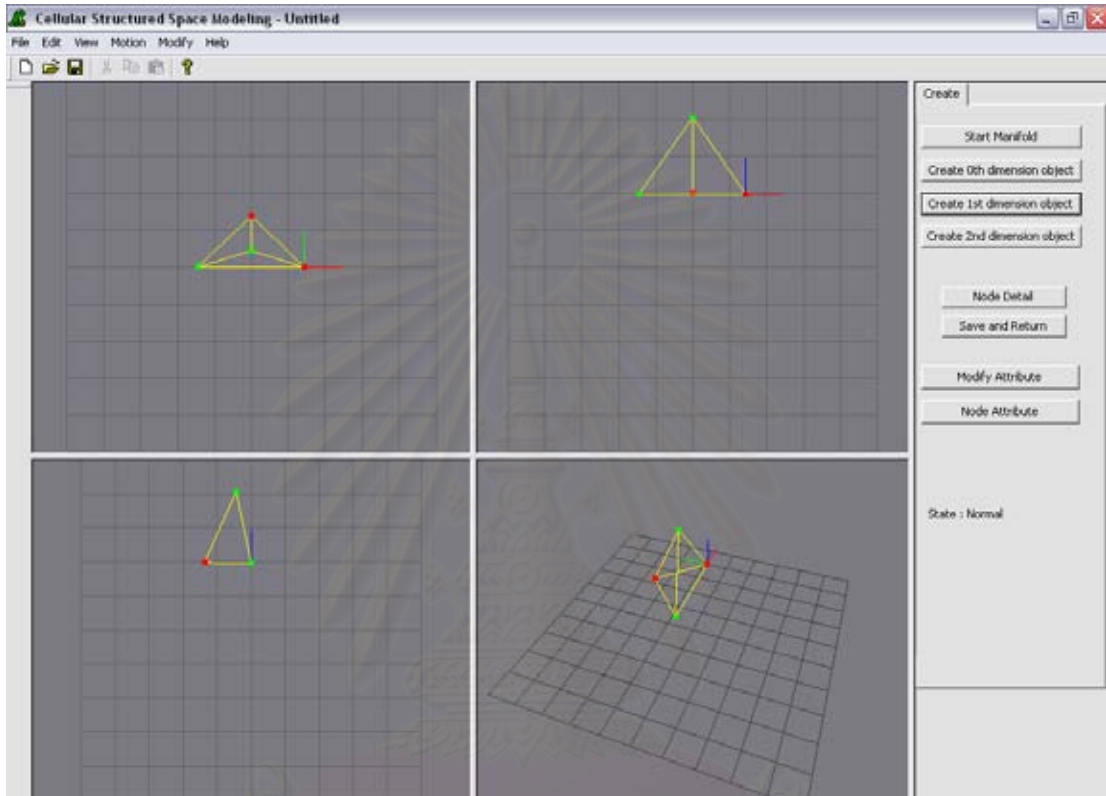 Cellular Structured Space Modeling - Untitled
File Edit View Motion Modify Help
Create
Start Manifold
Create 0th dimension object
Create 1st dimension object
Create 2nd dimension object
Node Detail
Save and Return
Modify Attribute
Node Attribute
State : Normal